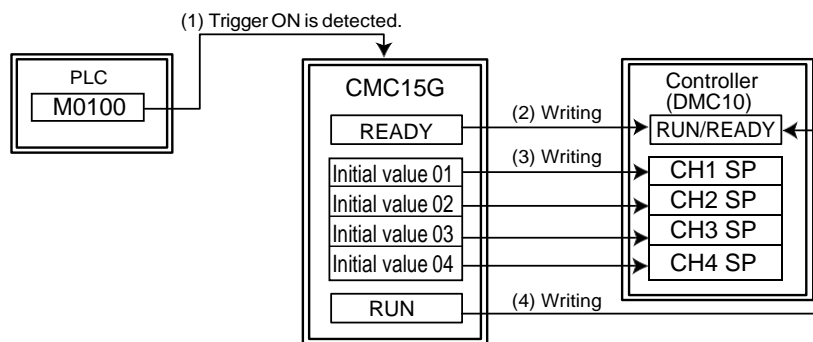 (1) Trigger ON is detected.
PLC
M0100
CMC15G
READY
Initial value 01
Initial value 02
Initial value 03
Initial value 04
RUN
(2) Writing
(3) Writing
(4) Writing
Controller
(DMC10)
RUN/READY
CH1 SP
CH2 SP
CH3 SP
CH4 SP